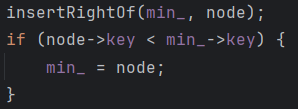 insertRightOf(min_, node);
if (node->key < min_->key) {
    min_ = node;
}